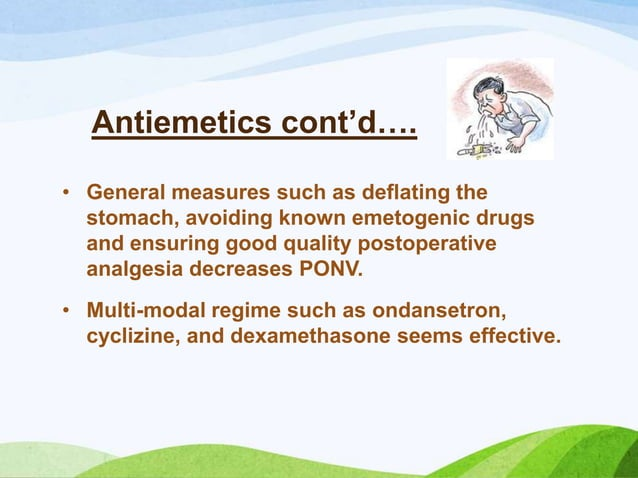 Antiemetics cont’d….
• General measures such as deflating the
stomach, avoiding known emetogenic drugs
and ensuring good quality postoperative
analgesia decreases PONV.
• Multi-modal regime such as ondansetron,
cyclizine, and dexamethasone seems effective.